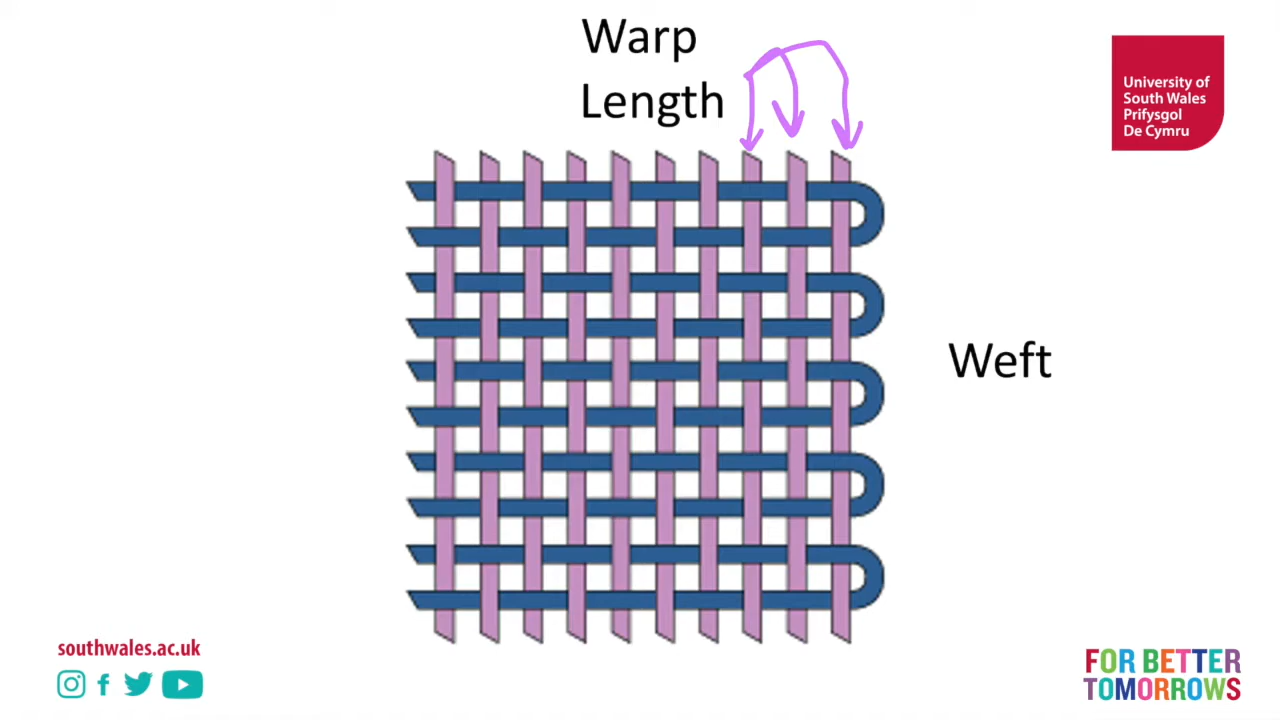 Warp
Length
University of
South Wales
Prifysgol
De Cymru
Weft
southwales.ac.uk
FOR BETTER
TOMORROWS